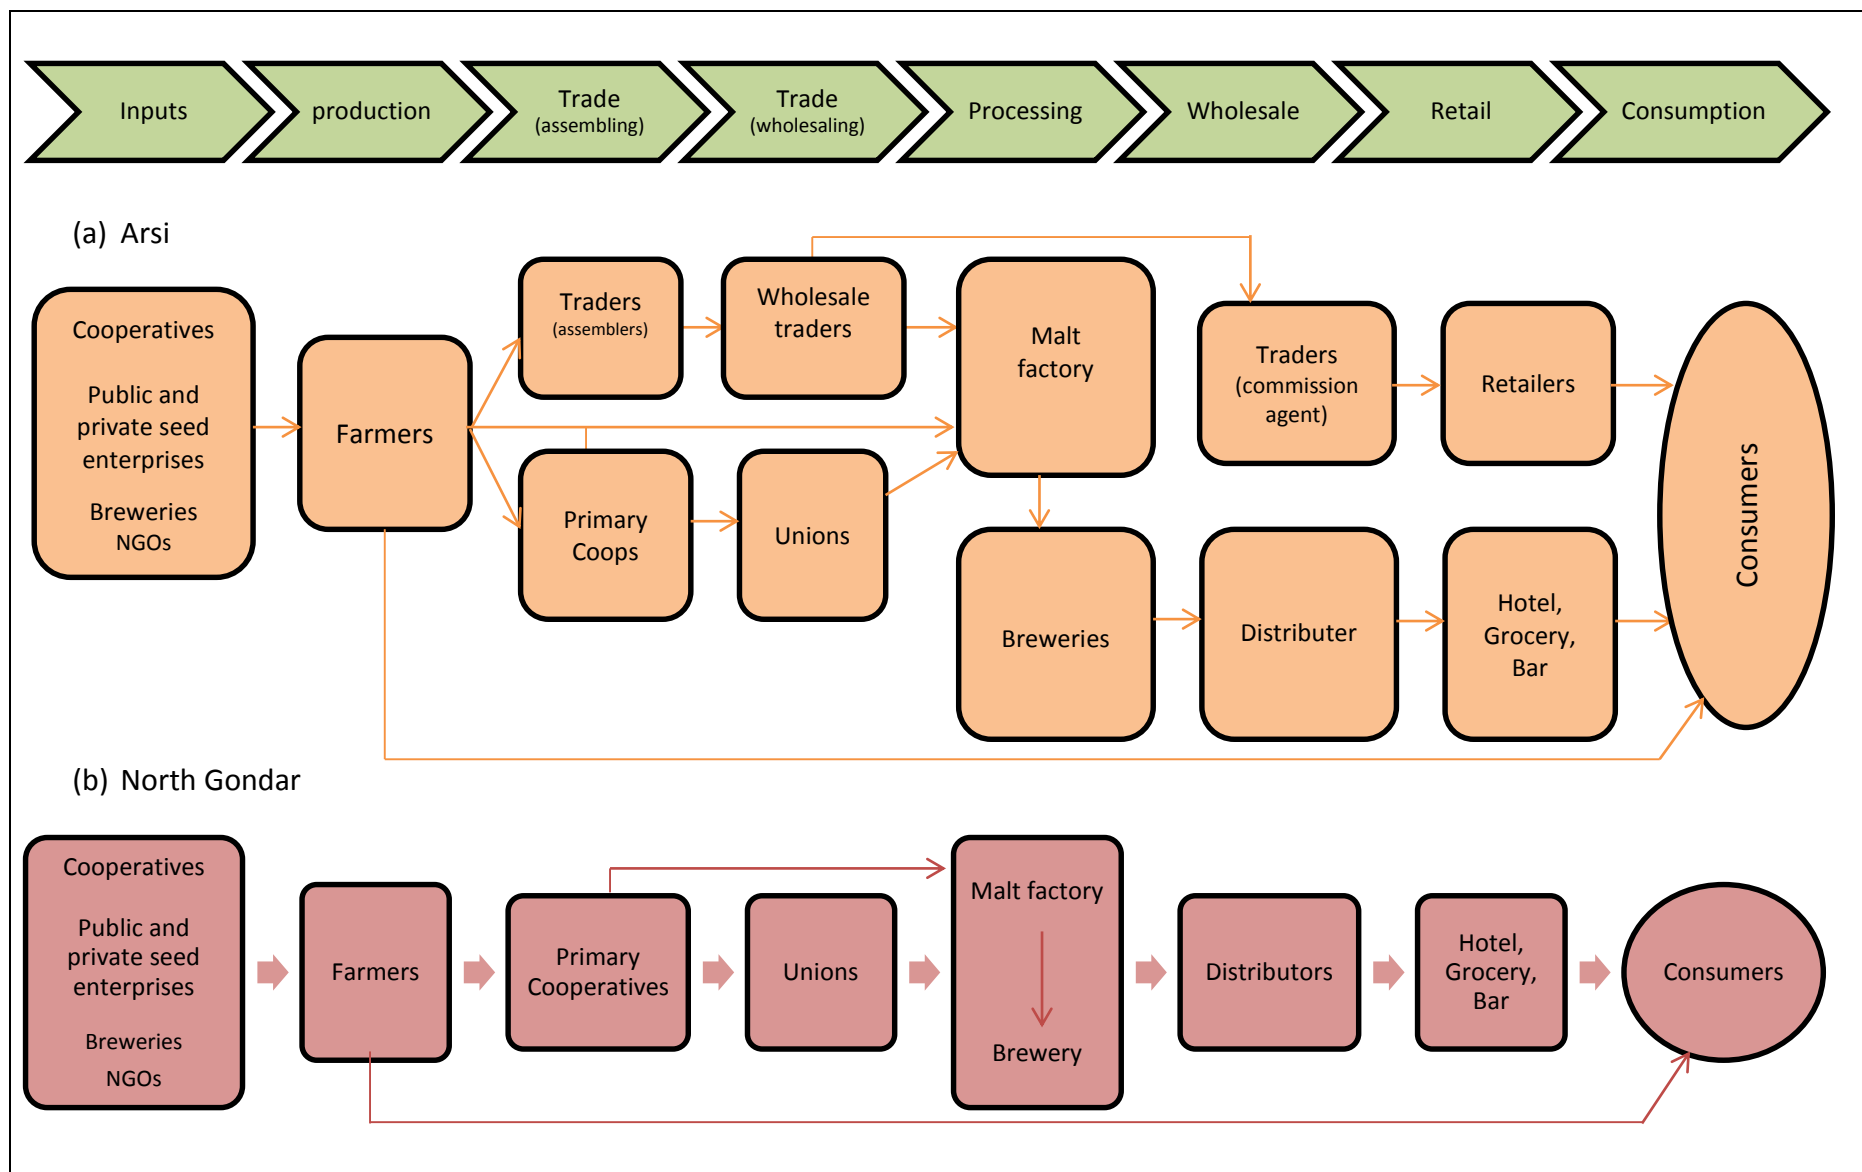 Inputs
production
Trade
(assembling)
Trade
(wholesaling)
Processing
Wholesale
Retail
Consumption
(a) Arsi
Cooperatives
Public and
private seed
enterprises
Breweries
NGOs
Farmers
Traders
(assemblers)
Wholesale
traders
Primary
Coops
Unions
Malt
factory
Breweries
Traders
(commission
agent)
Distributer
Retailers
Hotel,
Grocery,
Bar
Consumers
(b) North Gondar
Cooperatives
Public and
private seed
enterprises
Breweries
NGOs
Farmers
Primary
Cooperatives
Unions
Malt factory
Brewery
Distributors
Hotel,
Grocery,
Bar
Consumers